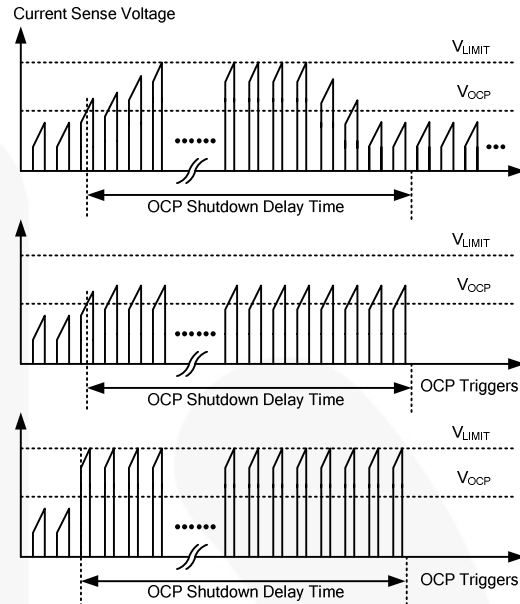 Current Sense Voltage
VLIMIT
VOCP
......
...
OCP Shutdown Delay Time
VLIMIT
VOCP
......
OCP Triggers
OCP Shutdown Delay Time
VLIMIT
VOCP
......
OCP Triggers
OCP Shutdown Delay Time